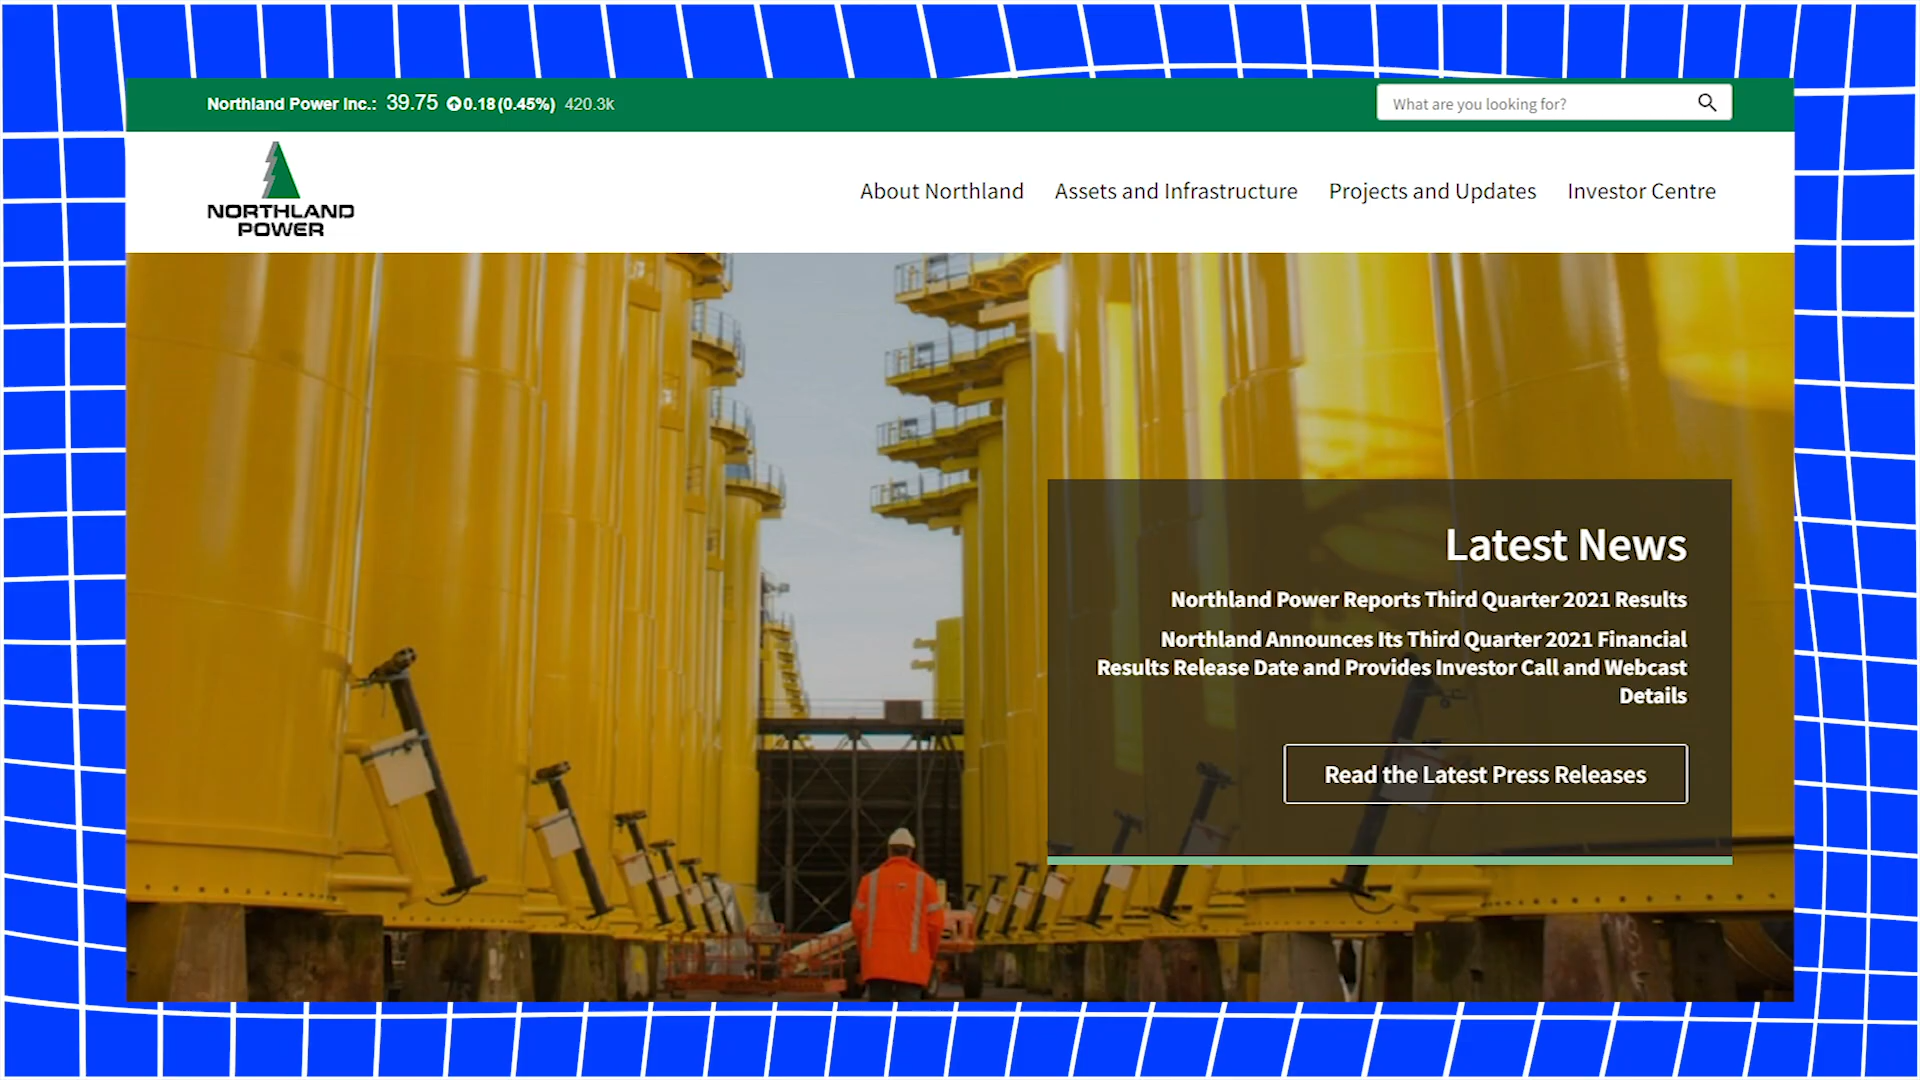 Northland Power Inc.: 39.75 0.18 (0.45%) 420.3k
What are you looking for?
NORTHLAND
POWER
About Northland Assets and Infrastructure Projects and Updates Investor Centre
Latest News
Northland Power Reports Third Quarter 2021 Results
Northland Announces Its Third Quarter 2021 Financial
Results Release Date and Provides Investor Call and Webcast
Details
Read the Latest Press Releases